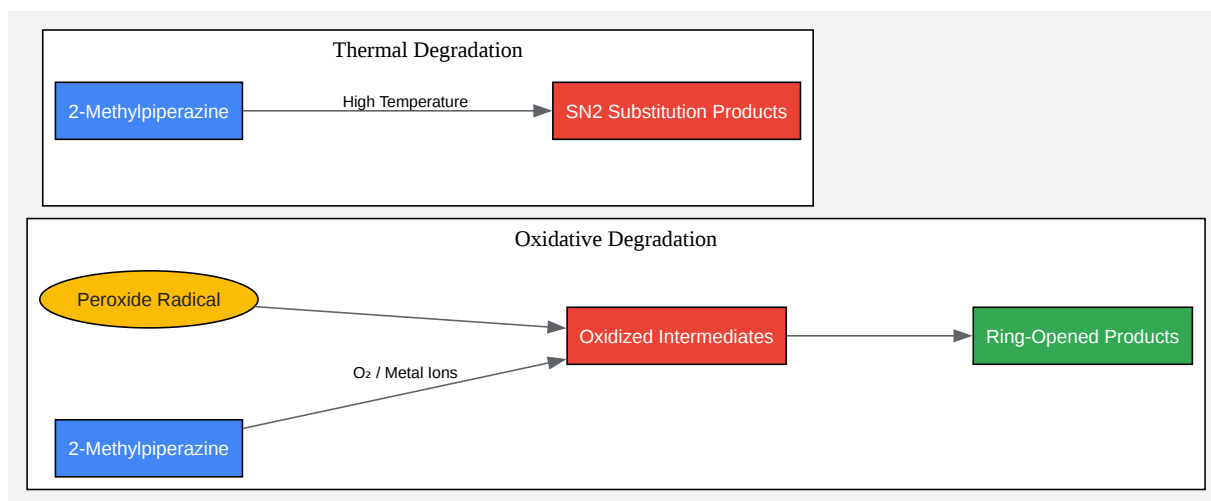 Thermal Degradation
2-Methylpiperazine
High Temperature
SN2 Substitution Products
Oxidative Degradation
Peroxide Radical
Oxidized Intermediates
Ring-Opened Products
O₂ / Metal Ions
2-Methylpiperazine